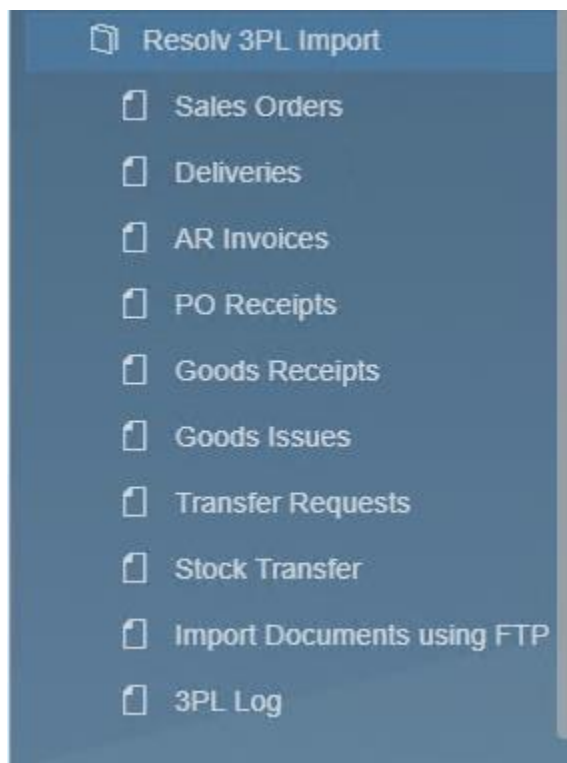 Resolv 3PL Import
Sales Orders
Deliveries
AR Invoices
PO Receipts
Goods Receipts
Goods Issues
Transfer Requests
Stock Transfer
Import Documents using FTP
3PL Log